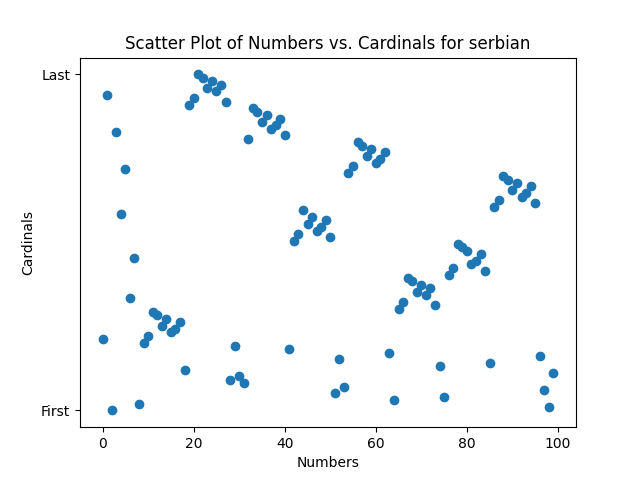 Scatter Plot of Numbers vs. Cardinals for serbian
Last
Cardinals
First
0 20 40 60 80 100
Numbers